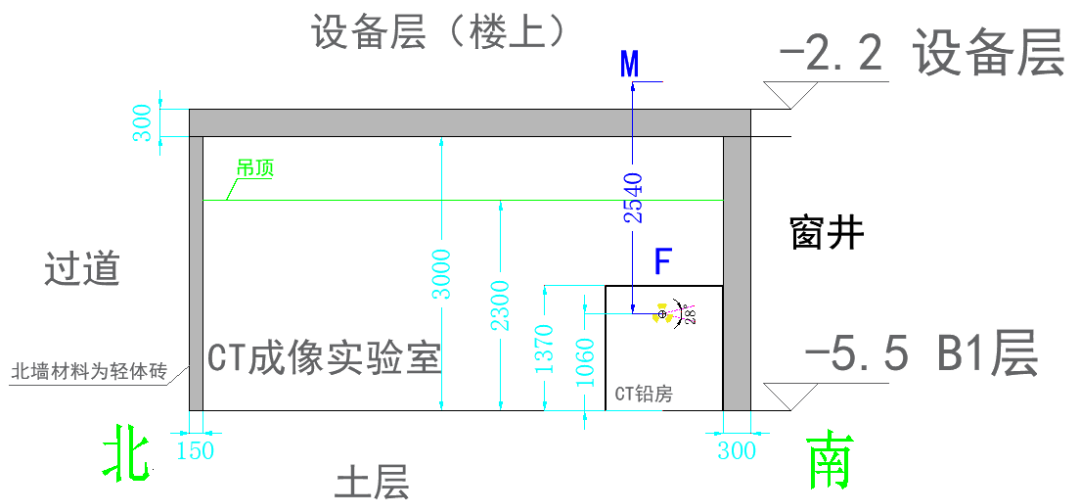 设备层（楼上）
M
-2.2 设备层
300
吊顶
2540
窗井
F
过道
3000
2300
1370
1060
28°
-5.5 B1层
北墙材料为轻体砖
CT成像实验室
CT铅房
北
150
300
南
土层